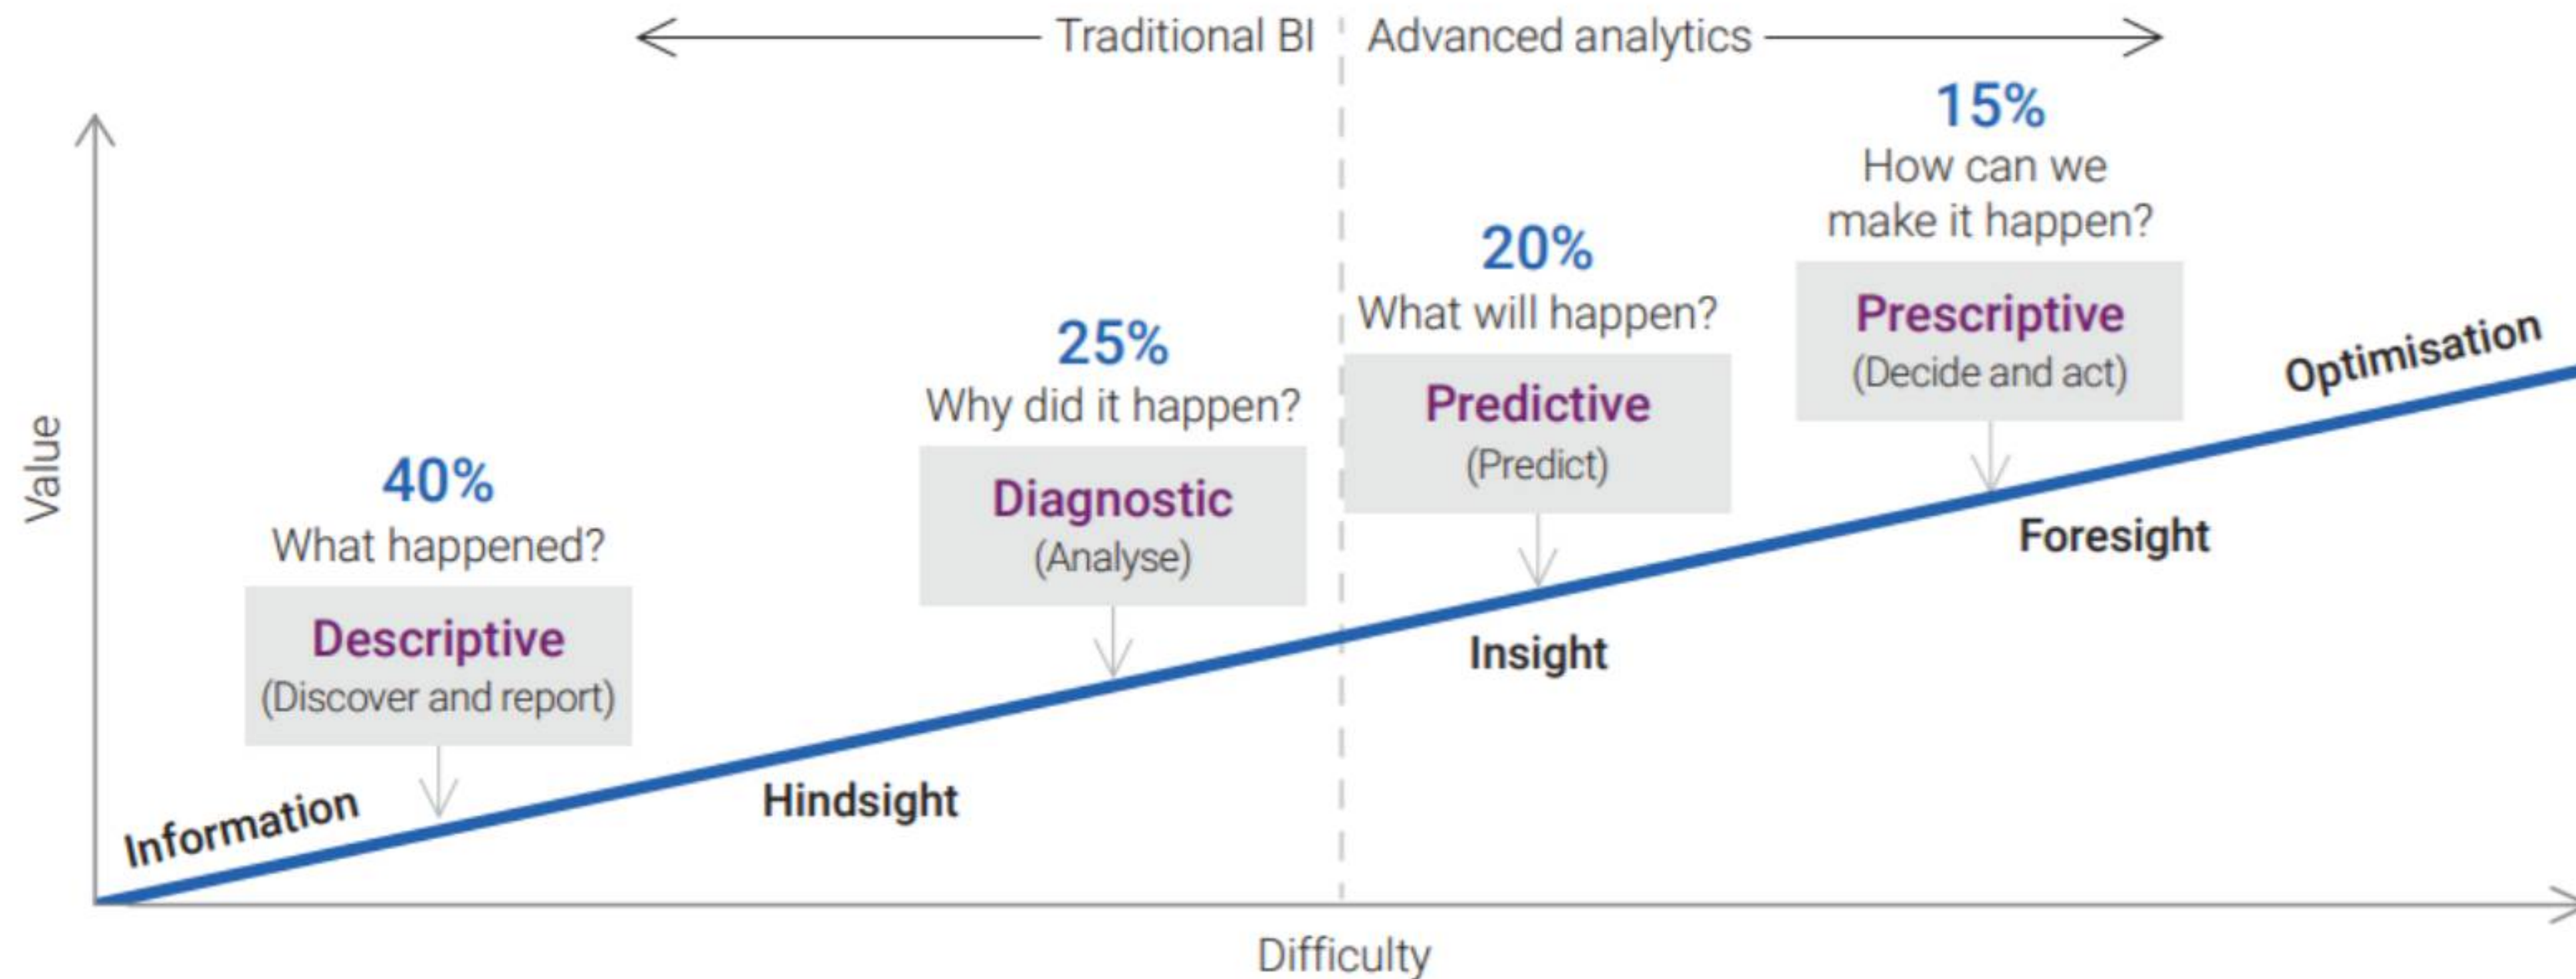 Traditional BI
Advanced analytics
15%
How can we
make it happen?
Prescriptive
(Decide and act)
20%
What will happen?
Predictive
(Predict)
25%
Why did it happen?
Diagnostic
(Analyse)
40%
What happened?
Descriptive
(Discover and report)
Value
Information
Hindsight
Insight
Foresight
Optimisation
Difficulty